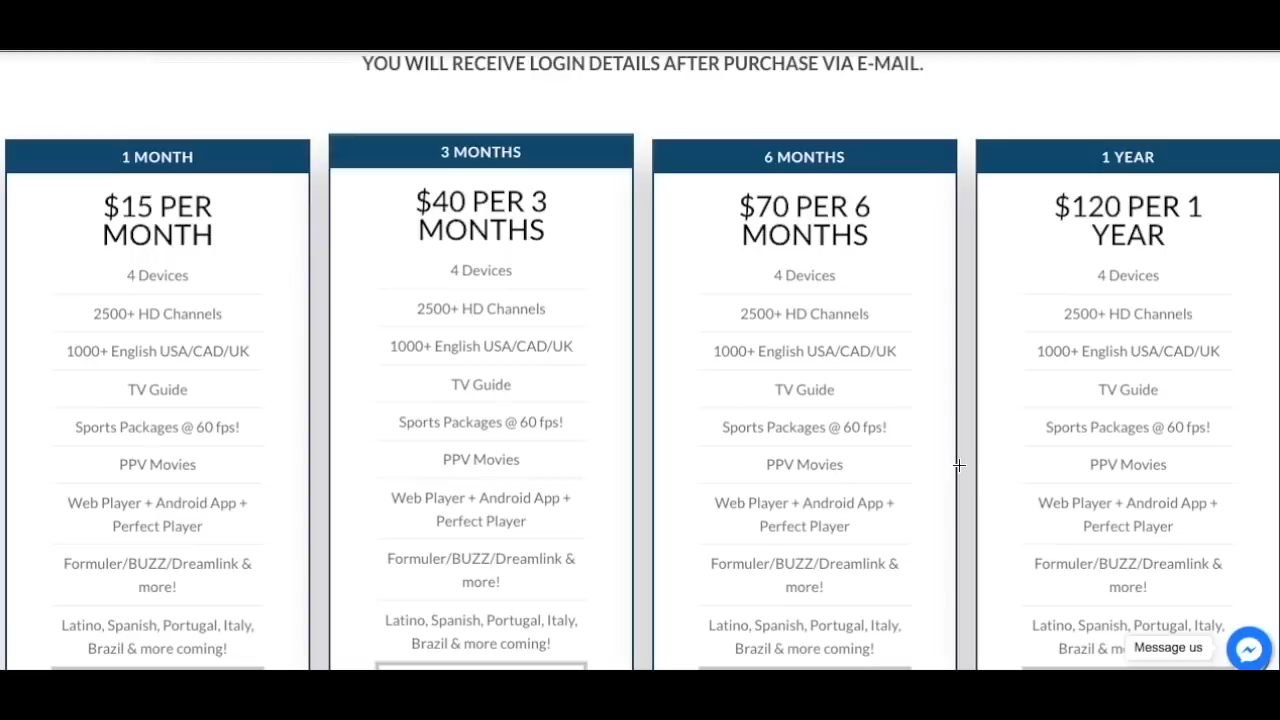 YOU WILL RECEIVE LOGIN DETAILS AFTER PURCHASE VIA E-MAIL.
1 MONTH
$15 PER
MONTH
4 Devices
2500+ HD Channels
1000+ English USA/CAD/UK
TV Guide
Sports Packages @ 60 fps!
PPV Movies
Web Player + Android App +
Perfect Player
Formuler/BUZZ/Dreamlink &
more!
Latino, Spanish, Portugal, Italy,
Brazil & more coming!
3 MONTHS
$40 PER 3
MONTHS
4 Devices
2500+ HD Channels
1000+ English USA/CAD/UK
TV Guide
Sports Packages @ 60 fps!
PPV Movies
Web Player + Android App +
Perfect Player
Formuler/BUZZ/Dreamlink &
more!
Latino, Spanish, Portugal, Italy,
Brazil & more coming!
6 MONTHS
$70 PER 6
MONTHS
4 Devices
2500+ HD Channels
1000+ English USA/CAD/UK
TV Guide
Sports Packages @ 60 fps!
PPV Movies
Web Player + Android App +
Perfect Player
Formuler/BUZZ/Dreamlink &
more!
Latino, Spanish, Portugal, Italy,
Brazil & more coming!
1 YEAR
$120 PER 1
YEAR
4 Devices
2500+ HD Channels
1000+ English USA/CAD/UK
TV Guide
Sports Packages @ 60 fps!
PPV Movies
Web Player + Android App +
Perfect Player
Formuler/BUZZ/Dreamlink &
more!
Latino, Spanish, Portugal, Italy,
Brazil &
Message us